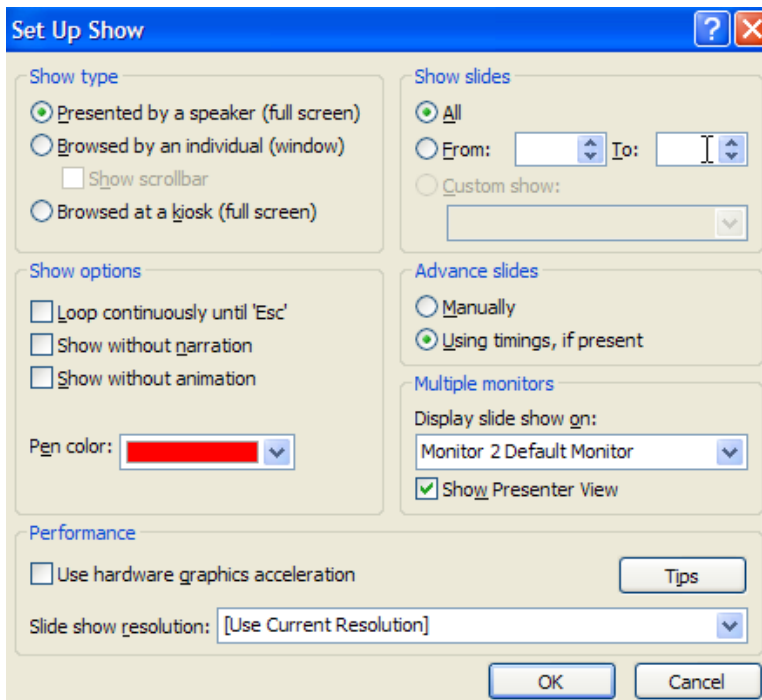 Set Up Show
Show type
Presented by a speaker (full screen)
Browsed by an individual (window)
Show scrollbar
Browsed at a kiosk (full screen)
Show slides
All
From: To:
Custom show:
Show options
Loop continuously until 'Esc'
Show without narration
Show without animation
Pen color:
Advance slides
Manually
Using timings, if present
Multiple monitors
Display slide show on:
Monitor 2 Default Monitor
Show Presenter View
Performance
Use hardware graphics acceleration
Tips
Slide show resolution: [Use Current Resolution]
OK Cancel